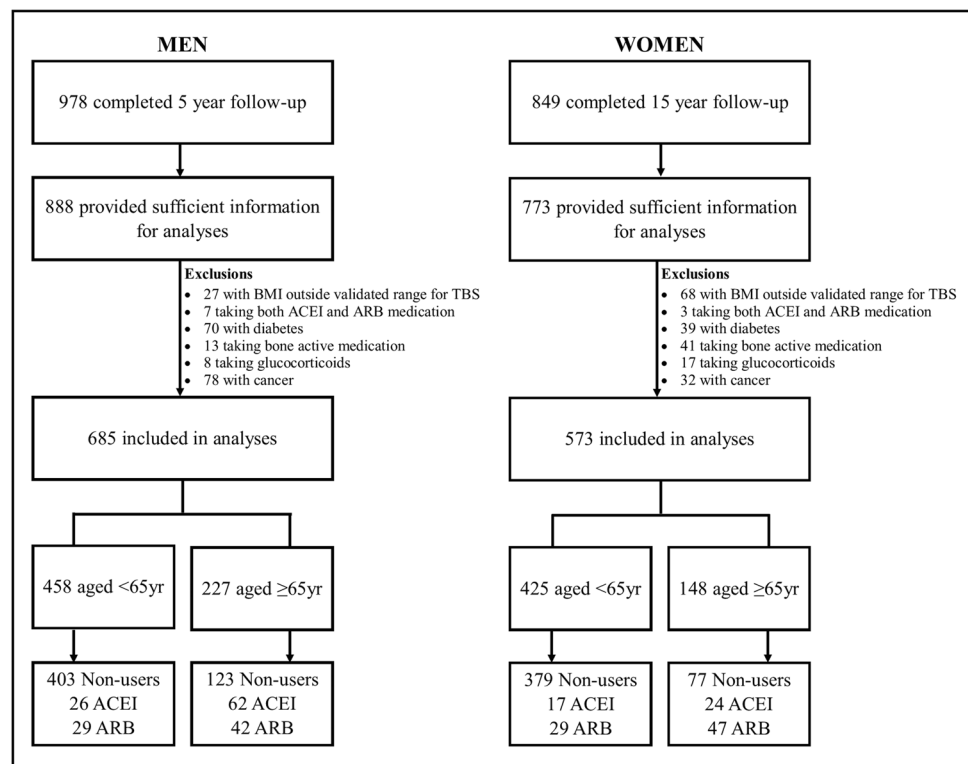 MEN
978 completed 5 year follow-up
888 provided sufficient information
for analyses
Exclusions
• 27 with BMI outside validated range for TBS
• 7 taking both ACEI and ARB medication
• 70 with diabetes
• 13 taking bone active medication
• 8 taking glucocorticoids
• 78 with cancer
685 included in analyses
458 aged <65yr
227 aged ≥65yr
403 Non-users
26 ACEI
29 ARB
123 Non-users
62 ACEI
42 ARB
WOMEN
849 completed 15 year follow-up
773 provided sufficient information
for analyses
Exclusions
• 68 with BMI outside validated range for TBS
• 3 taking both ACEI and ARB medication
• 39 with diabetes
• 41 taking bone active medication
• 17 taking glucocorticoids
• 32 with cancer
573 included in analyses
425 aged <65yr
148 aged ≥65yr
379 Non-users
17 ACEI
29 ARB
77 Non-users
24 ACEI
47 ARB